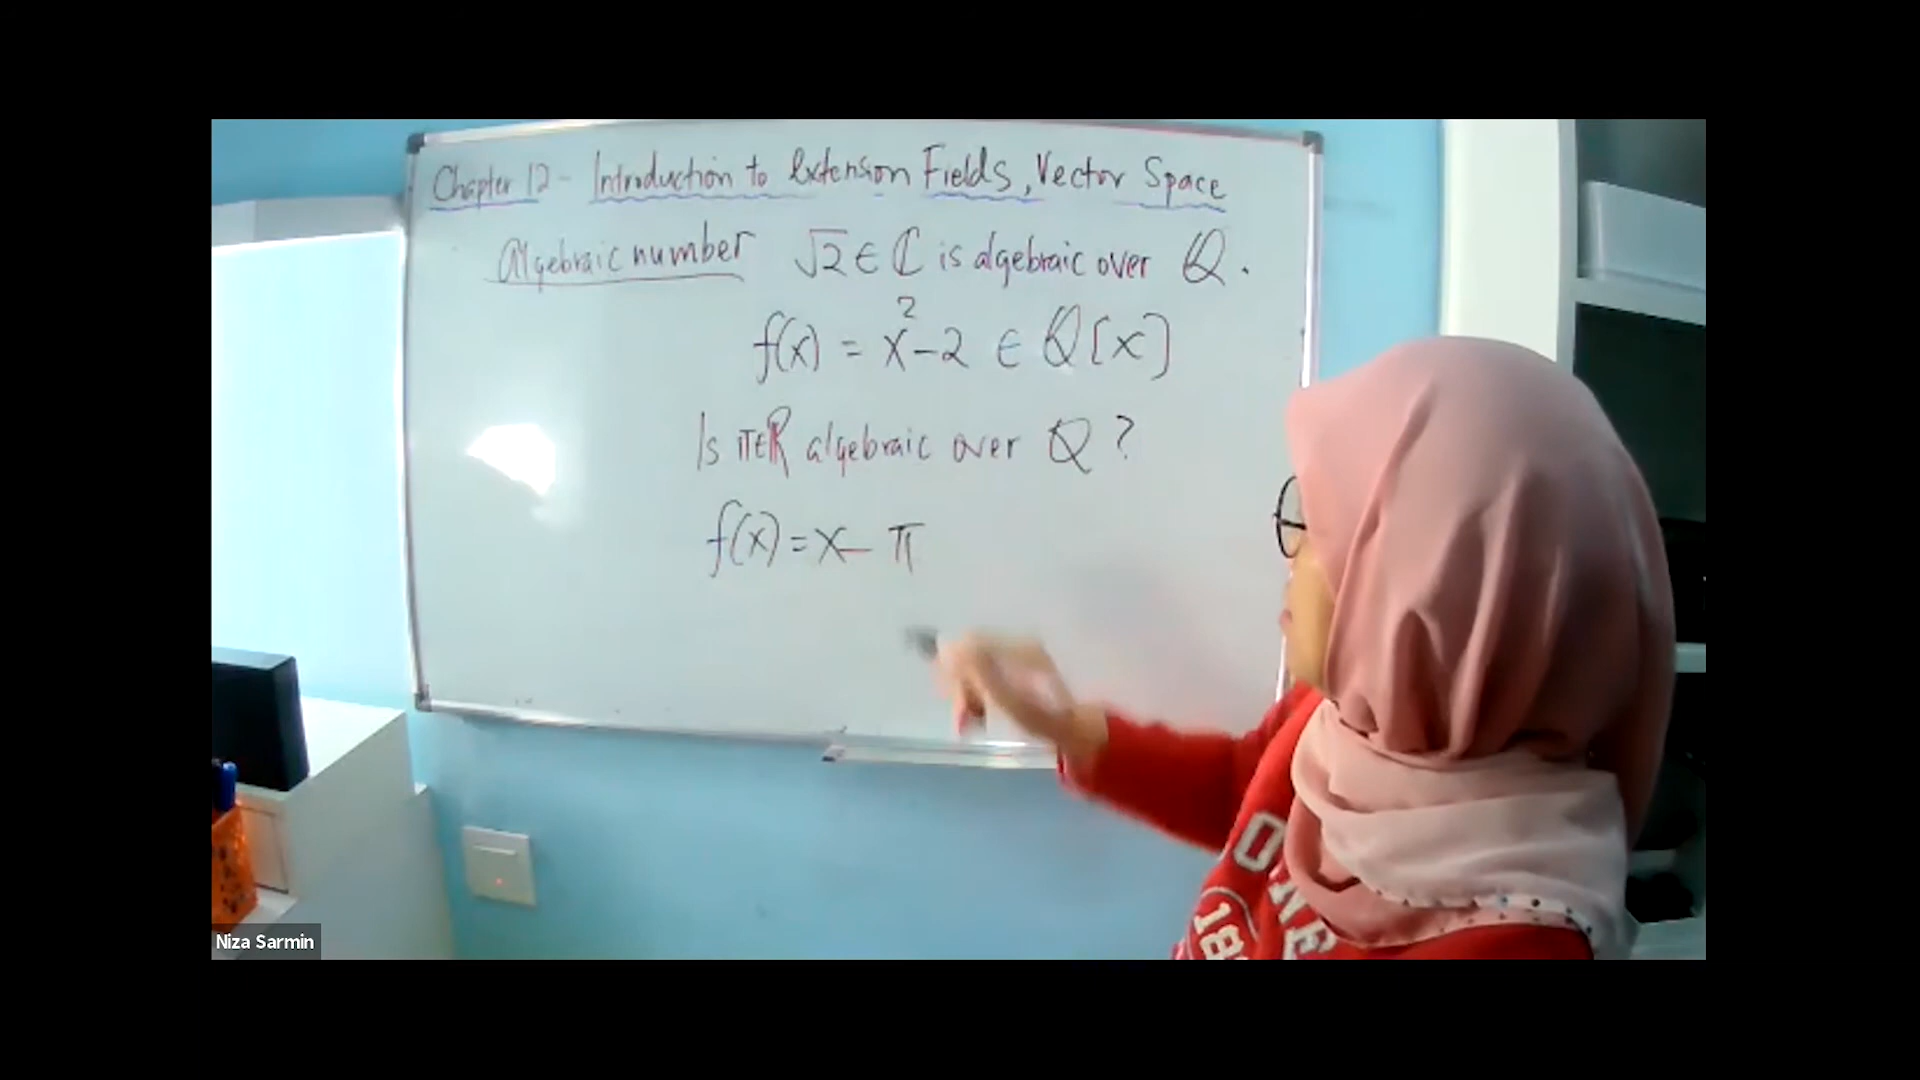 Chapter 12 - Introduction to Extension Fields, Vector Space
Algebraic number √2 ∈ ℂ is algebraic over ℚ.
f(x) = x² - 2 ∈ ℚ[x]
Is π∈ℝ algebraic over ℚ?
f(x) = x - π
Niza Sarmin